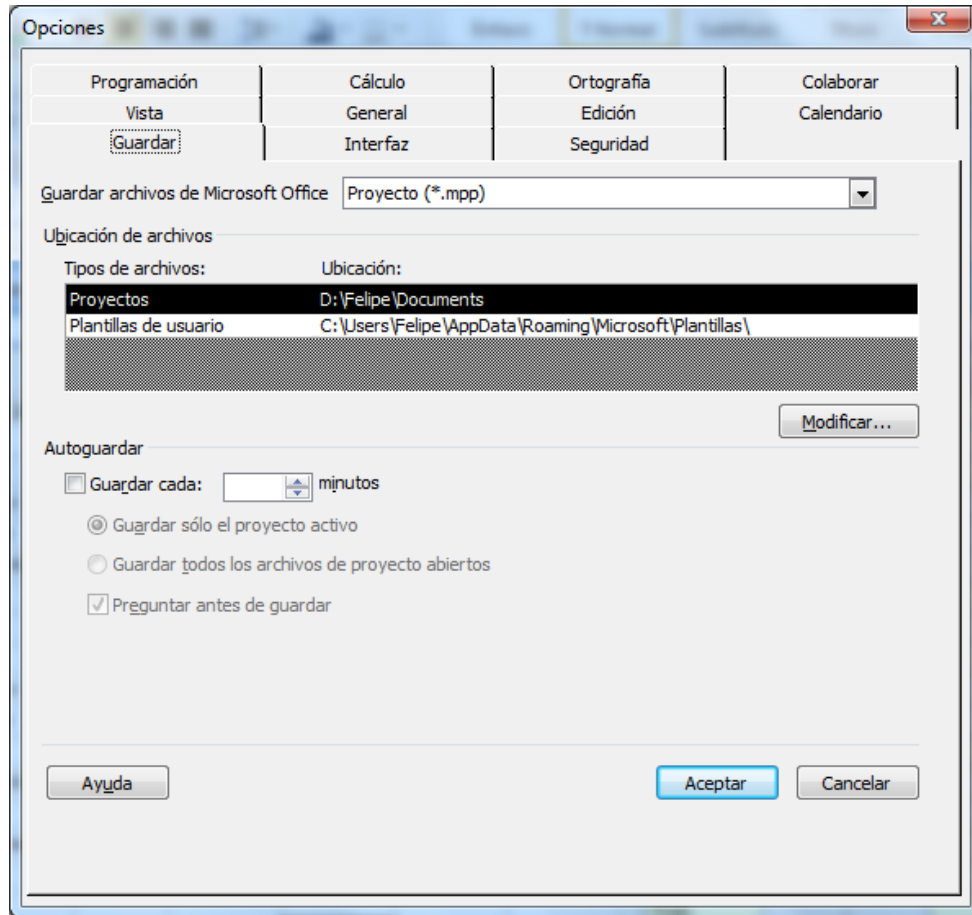 Opciones
Programación Cálculo Ortografía Colaborar
Vista General Edición Calendario
Guardar Interfaz Seguridad
Guardar archivos de Microsoft Office Proyecto (*.mpp)
Ubicación de archivos
Tipos de archivos: Ubicación:
Proyectos D:\Felipe\Documents
Plantillas de usuario C:\Users\Felipe\AppData\Roaming\Microsoft\Plantillas\
Modificar...
Autoguardar
Guardar cada: minutos
Guardar sólo el proyecto activo
Guardar todos los archivos de proyecto abiertos
Preguntar antes de guardar
Ayuda Aceptar Cancelar